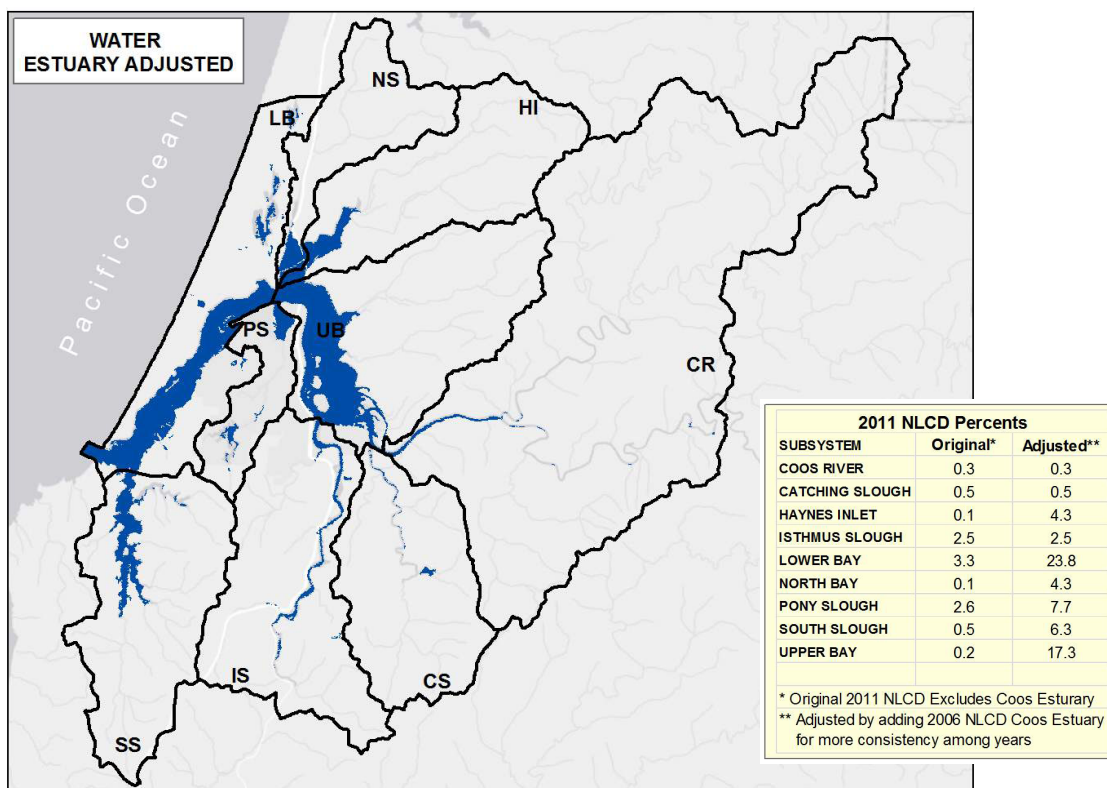 WATER
ESTUARY ADJUSTED
NS
HI
LB
Pacific Ocean
PS
UB
CR
IS
CS
SS
2011 NLCD Percents
SUBSYSTEM Original* Adjusted**
COOS RIVER 0.3 0.3
CATCHING SLOUGH 0.5 0.5
HAYNES INLET 0.1 4.3
ISTHMUS SLOUGH 2.5 2.5
LOWER BAY 3.3 23.8
NORTH BAY 0.1 4.3
PONY SLOUGH 2.6 7.7
SOUTH SLOUGH 0.5 6.3
UPPER BAY 0.2 17.3
* Original 2011 NLCD Excludes Coos Esturary
** Adjusted by adding 2006 NLCD Coos Estuary
for more consistency among years